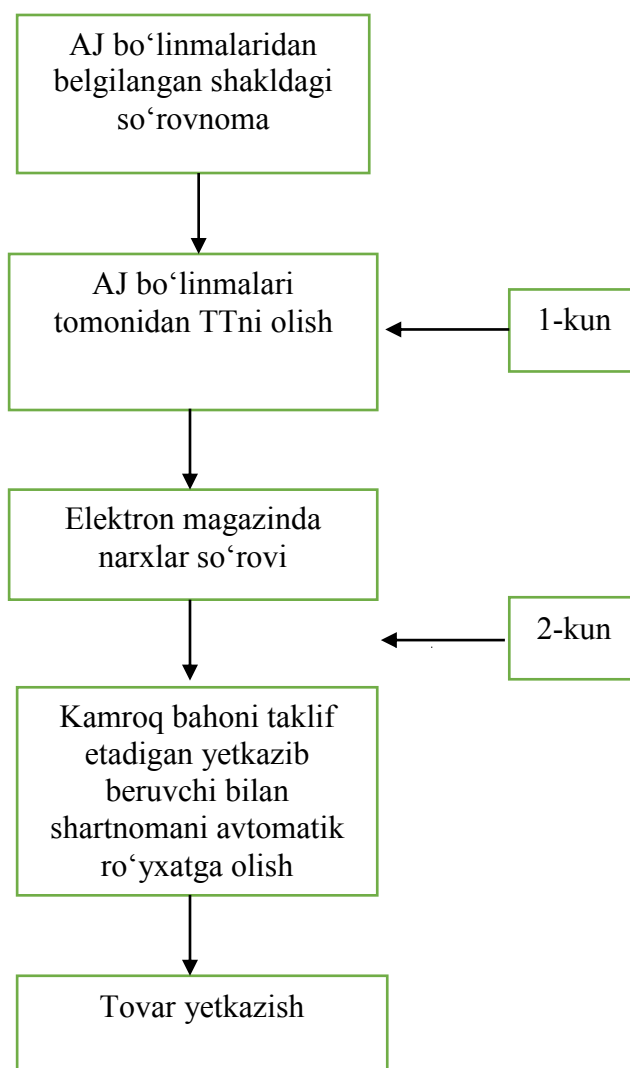 AJ bo‘linmalaridan
belgilangan shakldagi
so‘rovnoma
AJ bo‘linmalari
tomonidan TTni olish
1-kun
Elektron magazinda
narxlar so‘rovi
2-kun
Kamroq bahoni taklif
etadigan yetkazib
beruvchi bilan
shartnomani avtomatik
ro‘yxatga olish
Tovar yetkazish